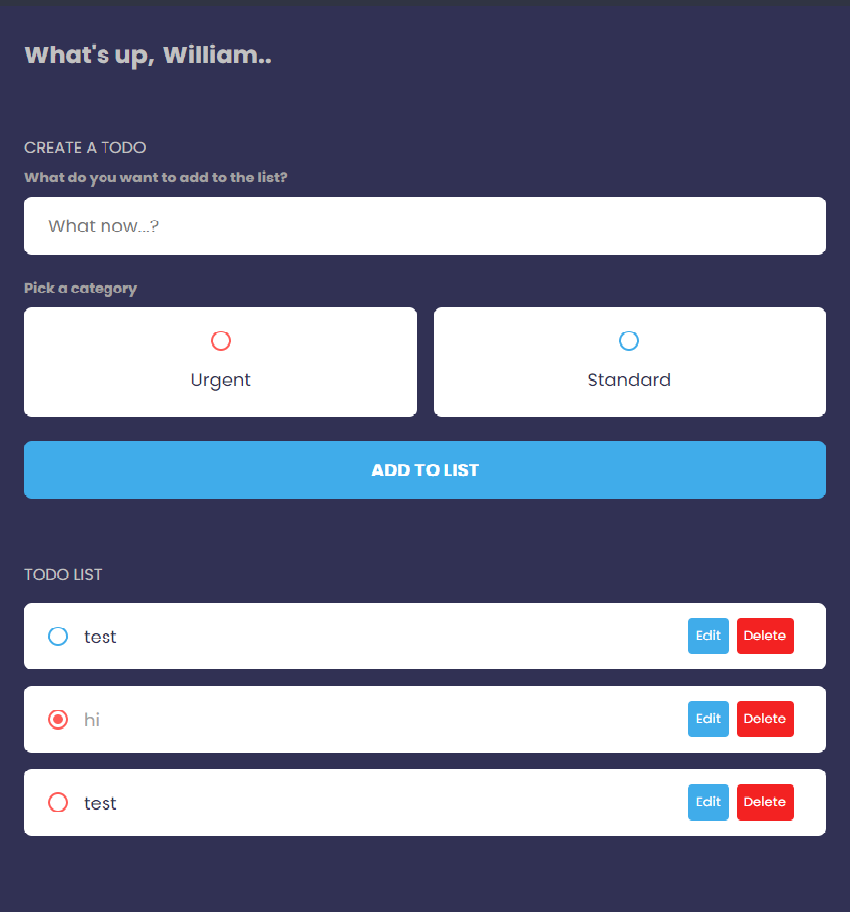 What's up, William..
CREATE A TODO
What do you want to add to the list?
What now...?
Pick a category
Urgent
Standard
ADD TO LIST
TODO LIST
test Edit Delete
hi Edit Delete
test Edit Delete